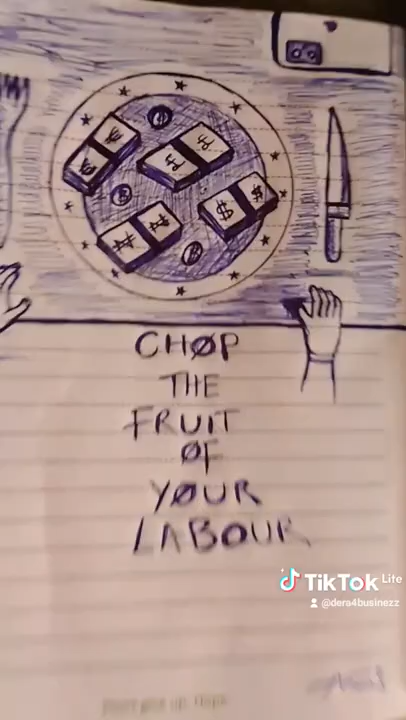 € €
£ £
₦ ₦
$ $
CHØP
THE
FRUIT
ØF
YØUR
LABOUR
TikTok Lite
@dera4businezz